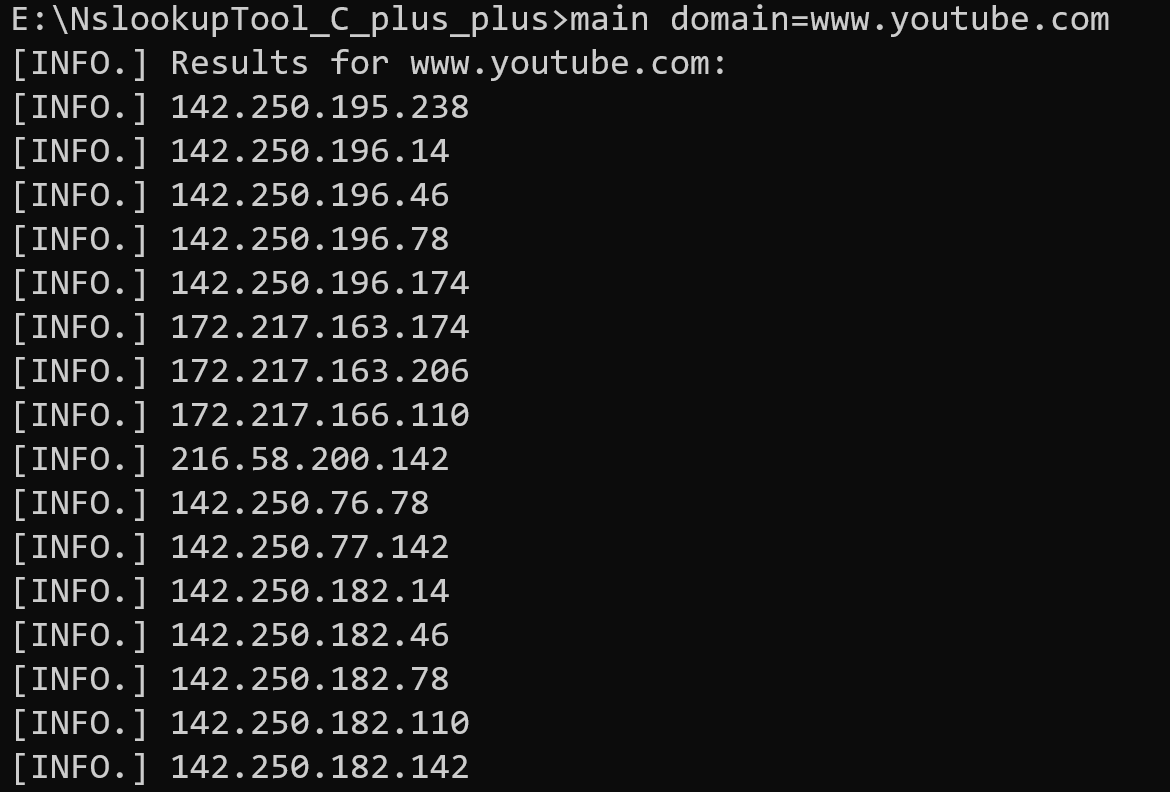 E:\NslookupTool_C_plus_plus>main domain=www.youtube.com
[INFO.] Results for www.youtube.com:
[INFO.] 142.250.195.238
[INFO.] 142.250.196.14
[INFO.] 142.250.196.46
[INFO.] 142.250.196.78
[INFO.] 142.250.196.174
[INFO.] 172.217.163.174
[INFO.] 172.217.163.206
[INFO.] 172.217.166.110
[INFO.] 216.58.200.142
[INFO.] 142.250.76.78
[INFO.] 142.250.77.142
[INFO.] 142.250.182.14
[INFO.] 142.250.182.46
[INFO.] 142.250.182.78
[INFO.] 142.250.182.110
[INFO.] 142.250.182.142